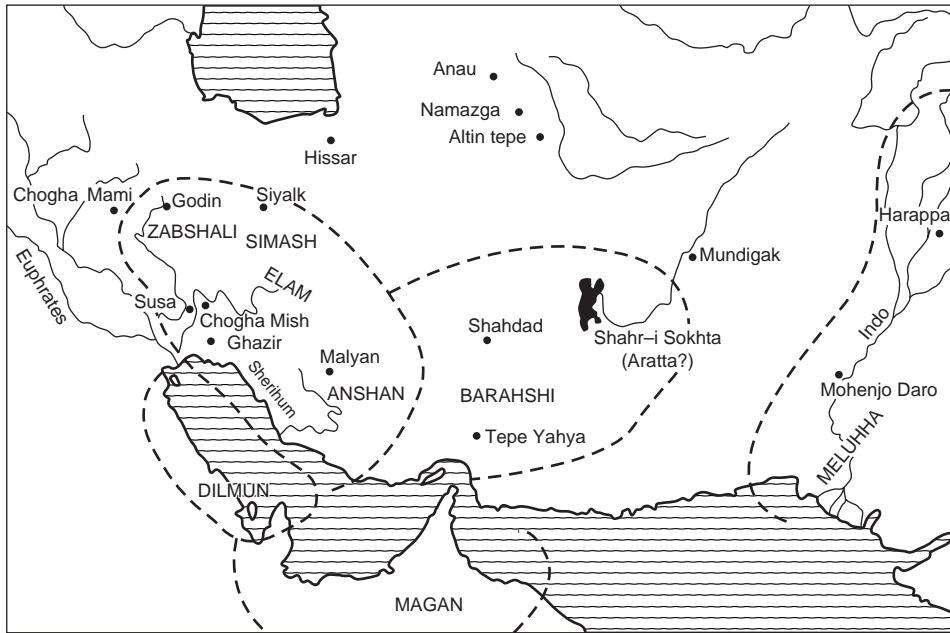 Anau
Namazga
Altin tepe
Hissar
Chogha Mami
Godin
Siyalk
Harappa
ZABSHALI
SIMASH
Mundigak
Euphrates
ELAM
Susa
Chogha Mish
Ghazir
Shahdad
Shahr–i Sokhta
(Aratta?)
Indo
Malyan
Sherihum
ANSHAN
BARAHSHI
Mohenjo Daro
Tepe Yahya
MELUHHA
DILMUN
MAGAN